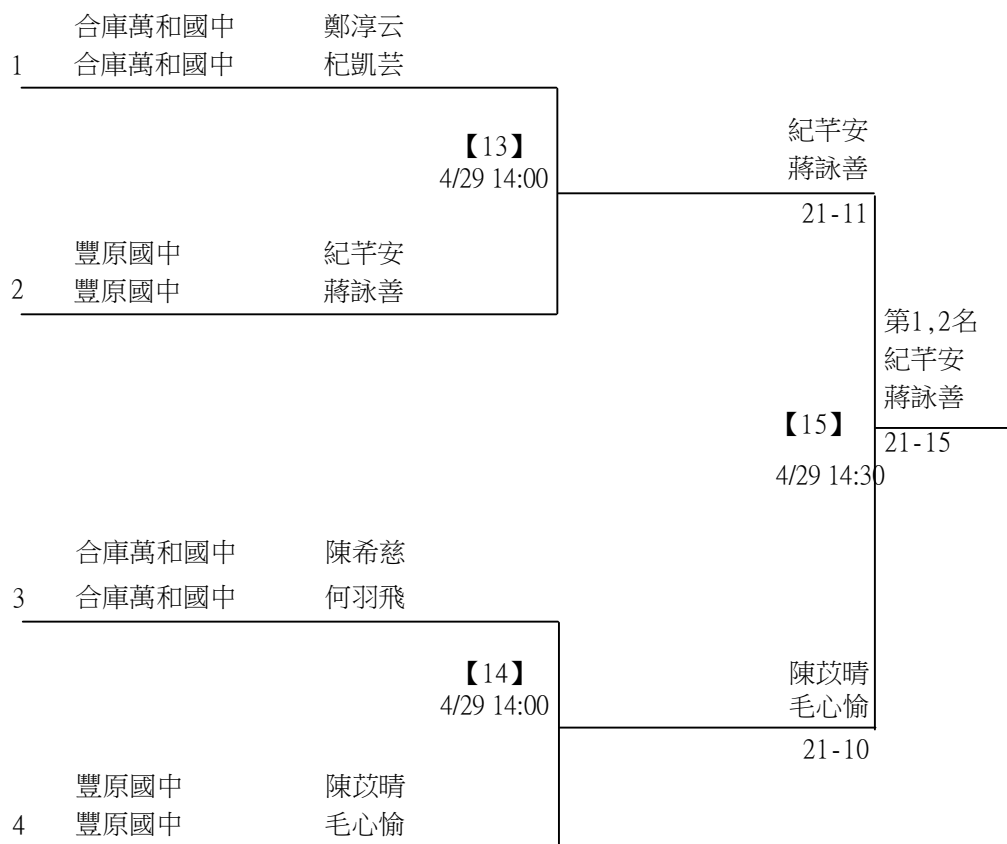 合庫萬和國中 鄭淳云
1 合庫萬和國中 杞凱芸
【13】
4/29 14:00
紀芊安
蔣詠善
21-11
豐原國中 紀芊安
2 豐原國中 蔣詠善
第1,2名
紀芊安
蔣詠善
【15】
21-15
4/29 14:30
合庫萬和國中 陳希慈
3 合庫萬和國中 何羽飛
【14】
4/29 14:00
陳苡晴
毛心愉
21-10
豐原國中 陳苡晴
4 豐原國中 毛心愉